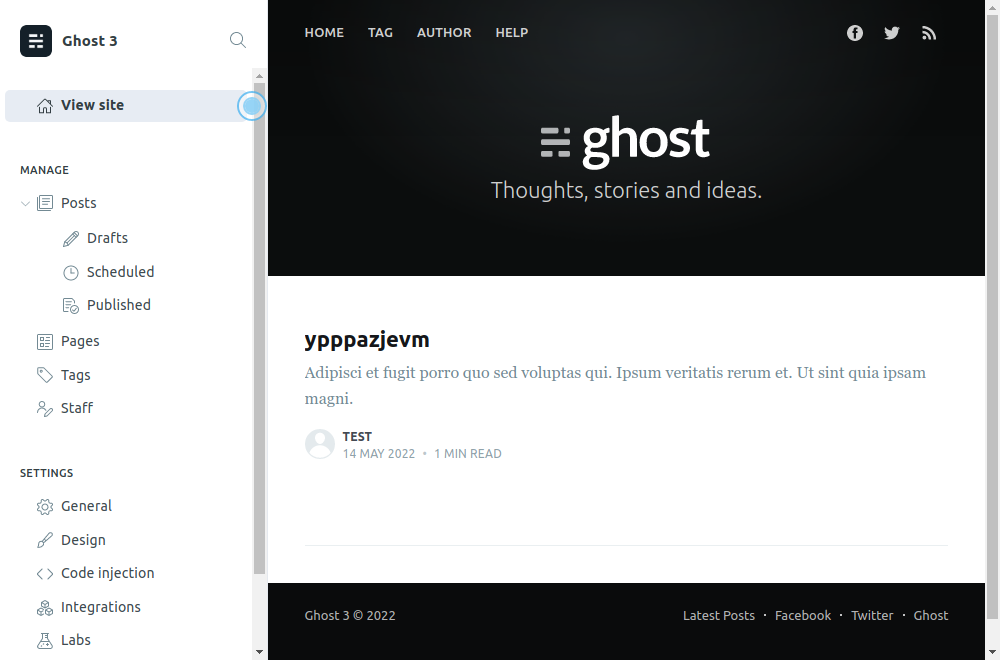 Ghost 3
View site
MANAGE
Posts
Drafts
Scheduled
Published
Pages
Tags
Staff
SETTINGS
General
Design
Code injection
Integrations
Labs
HOME TAG AUTHOR HELP
ghost
Thoughts, stories and ideas.
ypppazjevm
Adipisci et fugit porro quo sed voluptas qui. Ipsum veritatis rerum et. Ut sint quia ipsam
magni.
TEST
14 MAY 2022 • 1 MIN READ
Ghost 3 © 2022
Latest Posts · Facebook · Twitter · Ghost